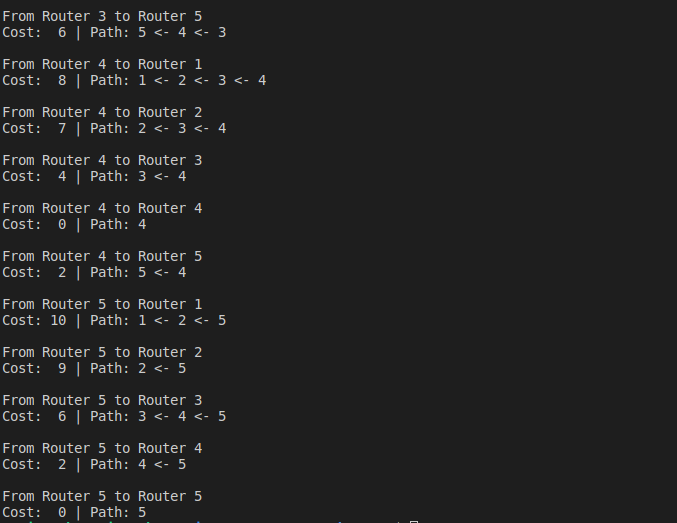 From Router 3 to Router 5
Cost:  6 | Path: 5 <- 4 <- 3
From Router 4 to Router 1
Cost:  8 | Path: 1 <- 2 <- 3 <- 4
From Router 4 to Router 2
Cost:  7 | Path: 2 <- 3 <- 4
From Router 4 to Router 3
Cost:  4 | Path: 3 <- 4
From Router 4 to Router 4
Cost:  0 | Path: 4
From Router 4 to Router 5
Cost:  2 | Path: 5 <- 4
From Router 5 to Router 1
Cost: 10 | Path: 1 <- 2 <- 5
From Router 5 to Router 2
Cost:  9 | Path: 2 <- 5
From Router 5 to Router 3
Cost:  6 | Path: 3 <- 4 <- 5
From Router 5 to Router 4
Cost:  2 | Path: 4 <- 5
From Router 5 to Router 5
Cost:  0 | Path: 5